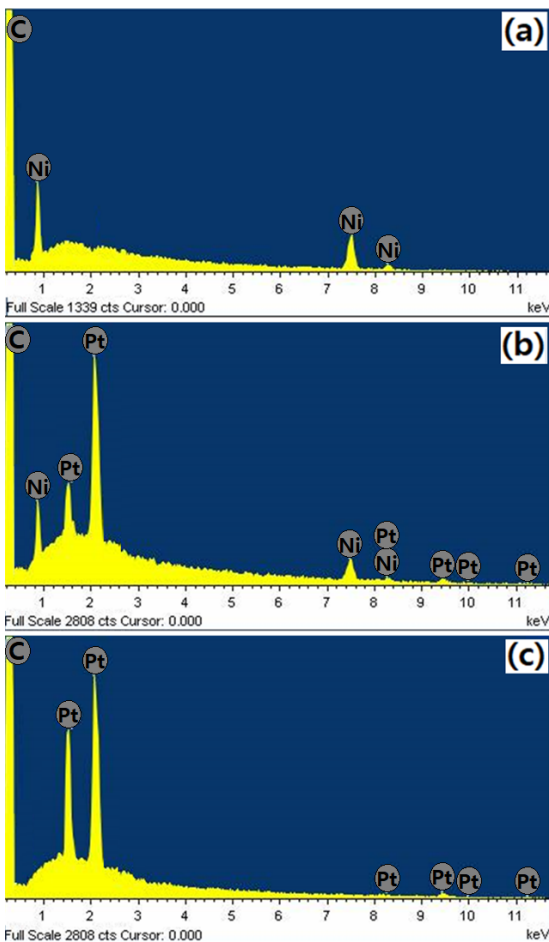 C
(a)
Ni
Ni
Ni
1 2 3 4 5 6 7 8 9 10 11
Full Scale 1339 cts Cursor: 0.000 keV
C
(b)
Pt
Pt
Ni
Pt
Ni
Ni
Pt
Pt
Pt
1 2 3 4 5 6 7 8 9 10 11
Full Scale 2808 cts Cursor: 0.000 keV
C
(c)
Pt
Pt
Pt
Pt
Pt
Pt
1 2 3 4 5 6 7 8 9 10 11
Full Scale 2808 cts Cursor: 0.000 keV